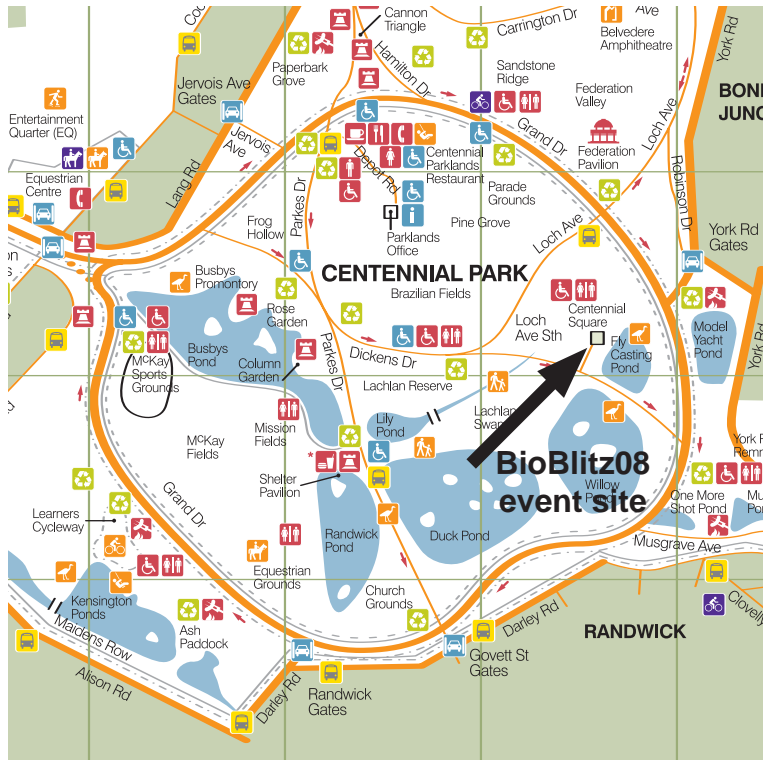 Coo
Cannon
Triangle
Carrington Dr
Ave
Belvedere
Amphitheatre
York Rd
Paperbark
Grove
Hamilton Dr
Sandstone
Ridge
Jervois Ave
Gates
Federation
Valley
BON
JUNC
Entertainment
Quarter (EQ)
Jervois
Ave
Grand Dr
Loch Ave
Federation
Pavilion
Lang Rd
Equestrian
Centre
Depot Rd
Centennial
Parklands
Restaurant
Robinson Dr
Parkes Dr
Parade
Grounds
Frog
Hollow
i
Pine Grove
Loch Ave
Parklands
Office
York Rd
Gates
CENTENNIAL PARK
Busbys
Promontory
Brazilian Fields
Rose
Garden
Centennial
Square
Loch
Ave Sth
Model
Yacht
Pond
Fly
Casting
Pond
Busbys
Pond
Parkes Dr
Dickens Dr
McKay
Sports
Grounds
Column
Garden
Lachlan Reserve
Lily
Pond
Lachlan
Swamp
Mission
Fields
McKay
Fields
BioBlitz08
event site
Willow
Pond
*
Shelter
Pavilion
One More
Shot Pond
Learners
Cycleway
Grand Dr
Randwick
Pond
Duck Pond
Musgrave Ave
Equestrian
Grounds
Church
Grounds
Kensington
Ponds
Clovelly
Maidens Row
Ash
Paddock
Darley Rd
RANDWICK
Govett St
Gates
Alison Rd
Darley Rd
Randwick
Gates